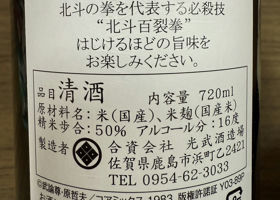 北斗の拳を代表する必殺技
“北斗百裂拳”
はじけるほどの旨味を
お楽しみください。
品目 清酒 内容量 720ml
原材料名:米(国産)、米麹(国産米)
精米歩合:50% アルコール分:16度
製造者 合資会社 光武酒造場
佐賀県鹿島市浜町乙2421
お問合せ 0954-62-3033
©武論尊・原哲夫/コアミックス 1983, 版権許諾証 YO3-89P